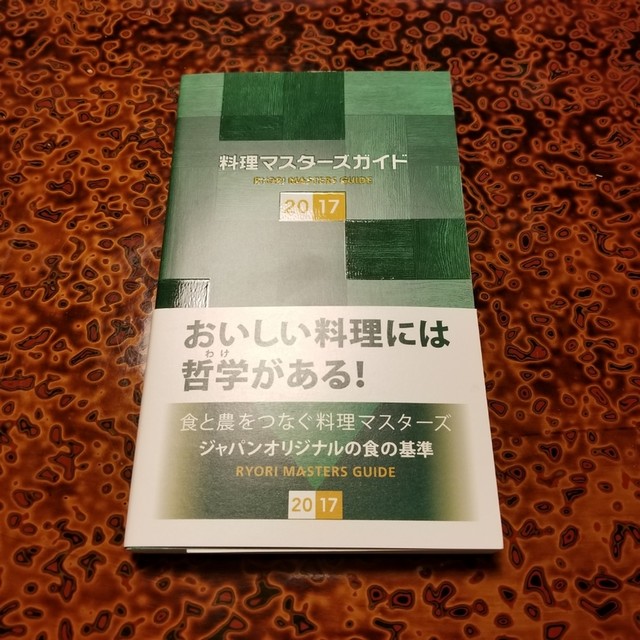 料理マスターズガイド
RYORI MASTERS GUIDE
2017
おいしい料理には
わけ
哲学がある!
食と農をつなぐ料理マスターズ
ジャパンオリジナルの食の基準
RYORI MASTERS GUIDE
2017